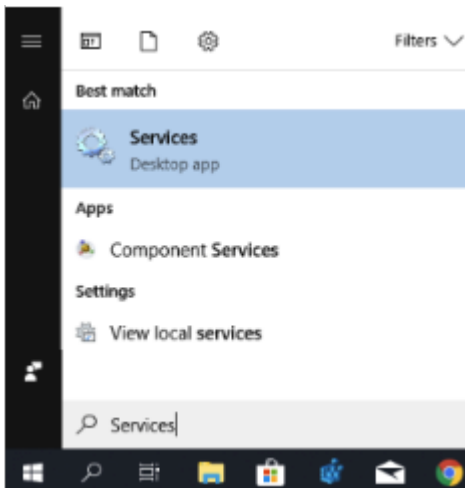 Filters
Best match
Services
Desktop app
Apps
Component Services
Settings
View local services
Services